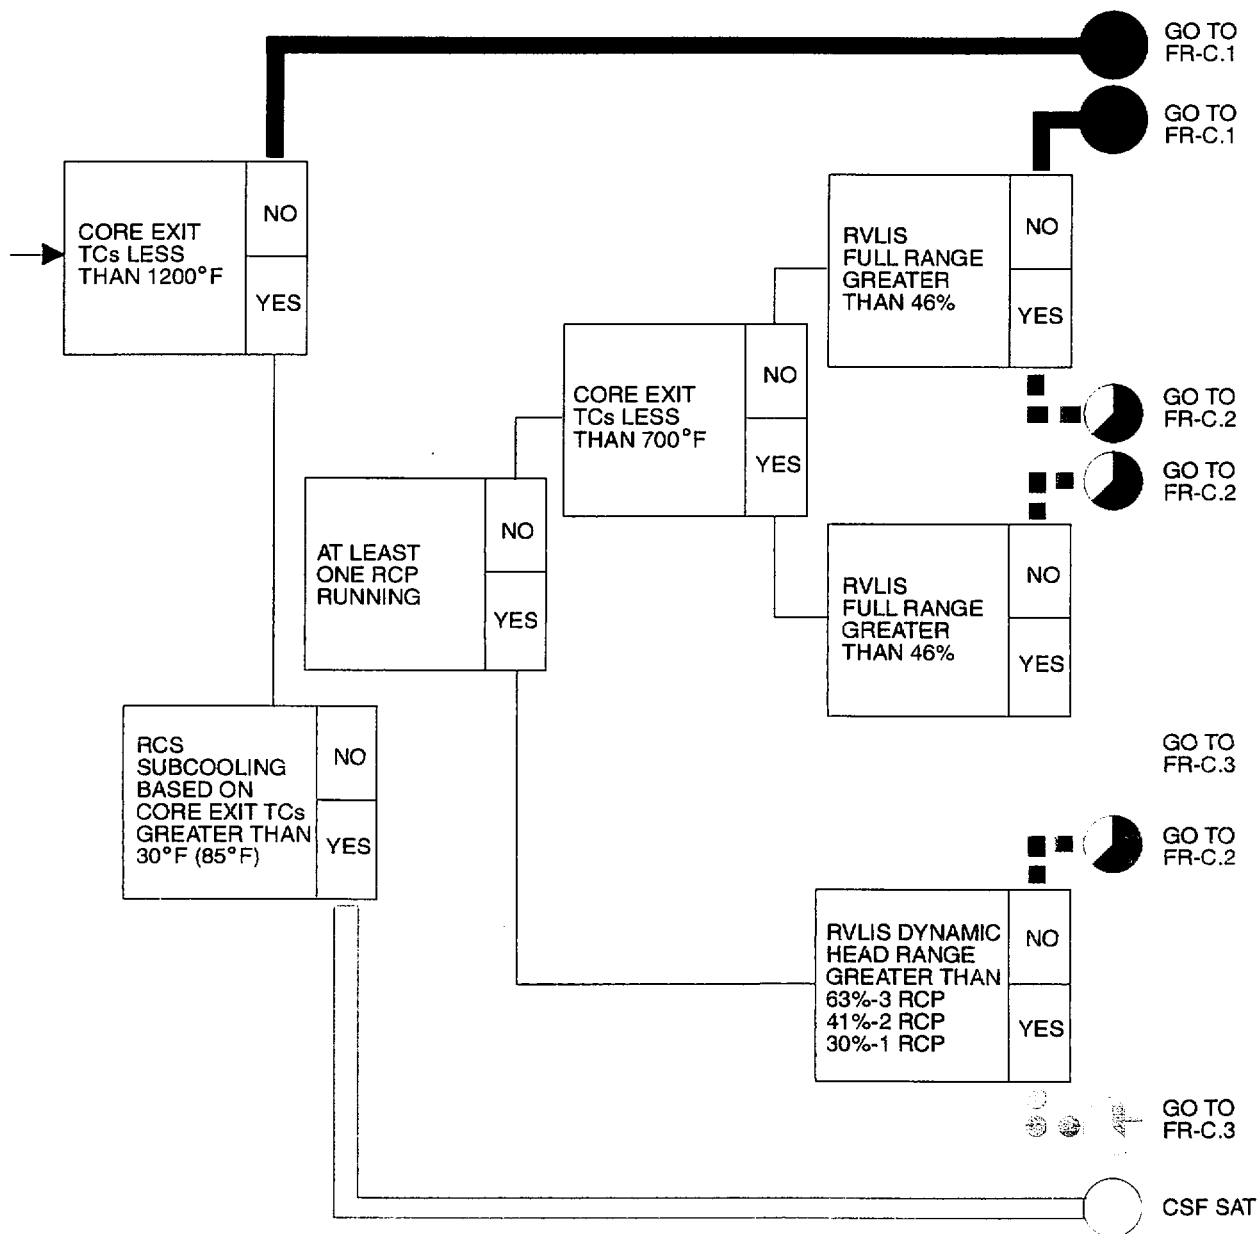 GO TO
FR-C.1
GO TO
FR-C.1
CORE EXIT
TCs LESS
THAN 1200°F
NO
YES
RVLIS
FULL RANGE
GREATER
THAN 46%
NO
YES
CORE EXIT
TCs LESS
THAN 700°F
NO
YES
GO TO
FR-C.2
GO TO
FR-C.2
AT LEAST
ONE RCP
RUNNING
NO
YES
RVLIS
FULL RANGE
GREATER
THAN 46%
NO
YES
GO TO
FR-C.3
RCS
SUBCOOLING
BASED ON
CORE EXIT TCs
GREATER THAN
30°F (85°F)
NO
YES
GO TO
FR-C.2
RVLIS DYNAMIC
HEAD RANGE
GREATER THAN
63%-3 RCP
41%-2 RCP
30%-1 RCP
NO
YES
GO TO
FR-C.3
CSF SAT